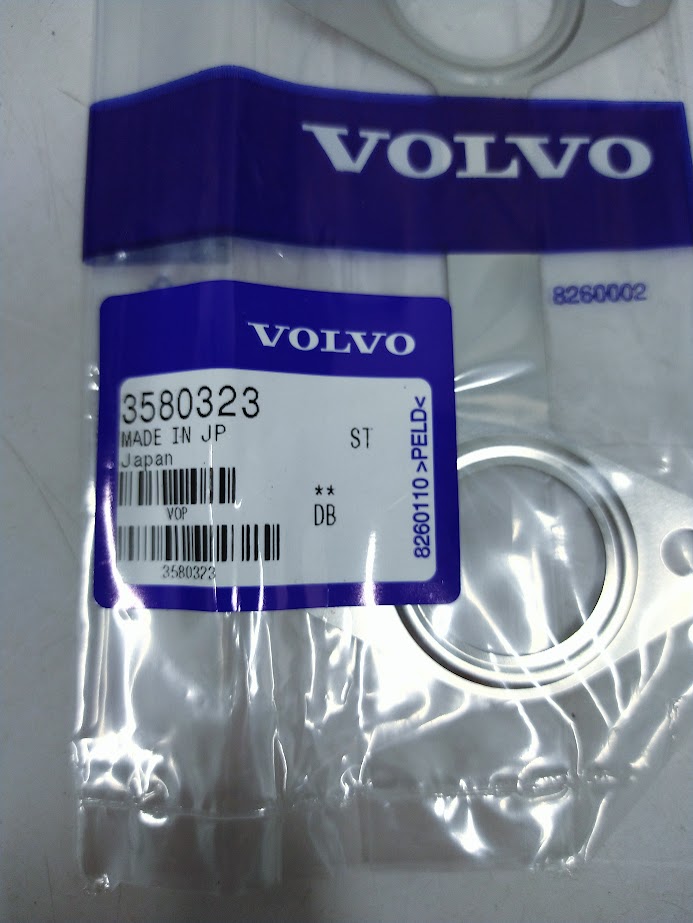 VOLVO
8260002
VOLVO
3580323
MADE IN JP
ST
Japan
VOP
**
DB
3580323
8260110 >PELD<